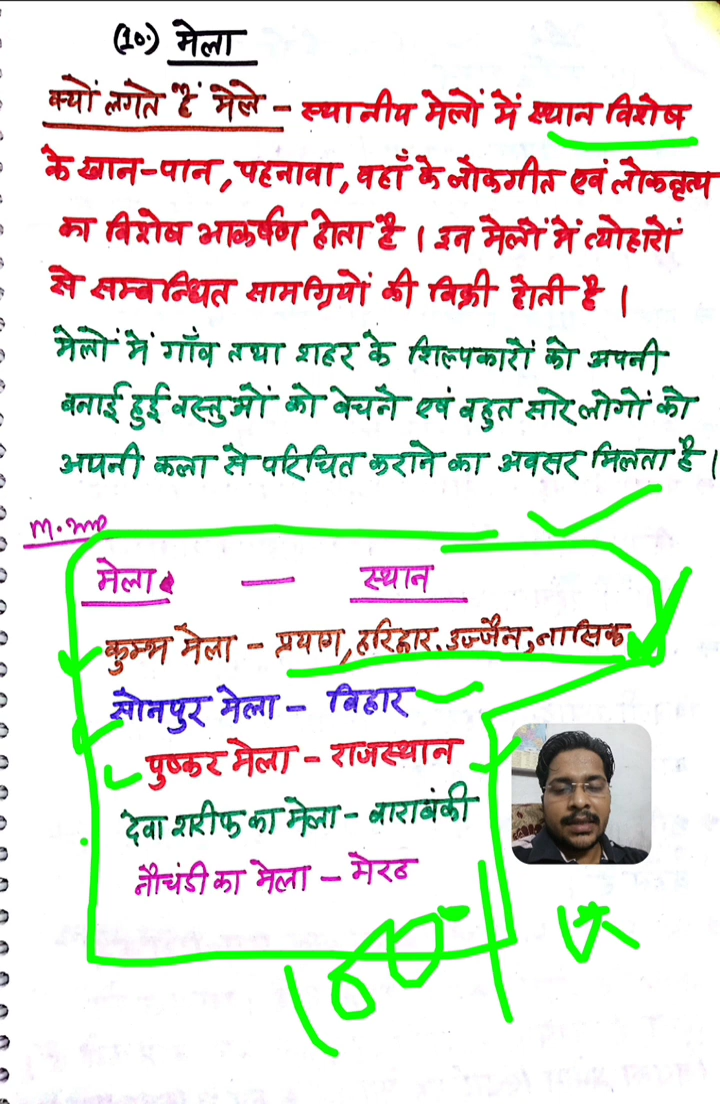 (10.) मेला
क्यों लगते हैं मेले - स्थानीय मेलों में स्थान विशेष
के खान-पान, पहनावा, वहाँ के लोकगीत एवं लोकनृत्य
का विशेष आकर्षण होता है । इन मेलों में त्योहारों
से सम्बन्धित सामग्रियों की बिक्री होती है ।
मेलों में गाँव तथा शहर के शिल्पकारों को अपनी
बनाई हुई वस्तुओं को बेचने एवं बहुत सारे लोगों को
अपनी कला से परिचित कराने का अवसर मिलता है ।
M. Imp
मेला - स्थान
कुम्भ मेला - प्रयाग, हरिद्वार. उज्जैन, नासिक
सोनपुर मेला - बिहार
पुष्कर मेला - राजस्थान
देवा शरीफ का मेला - बाराबंकी
नौचंडी का मेला - मेरठ